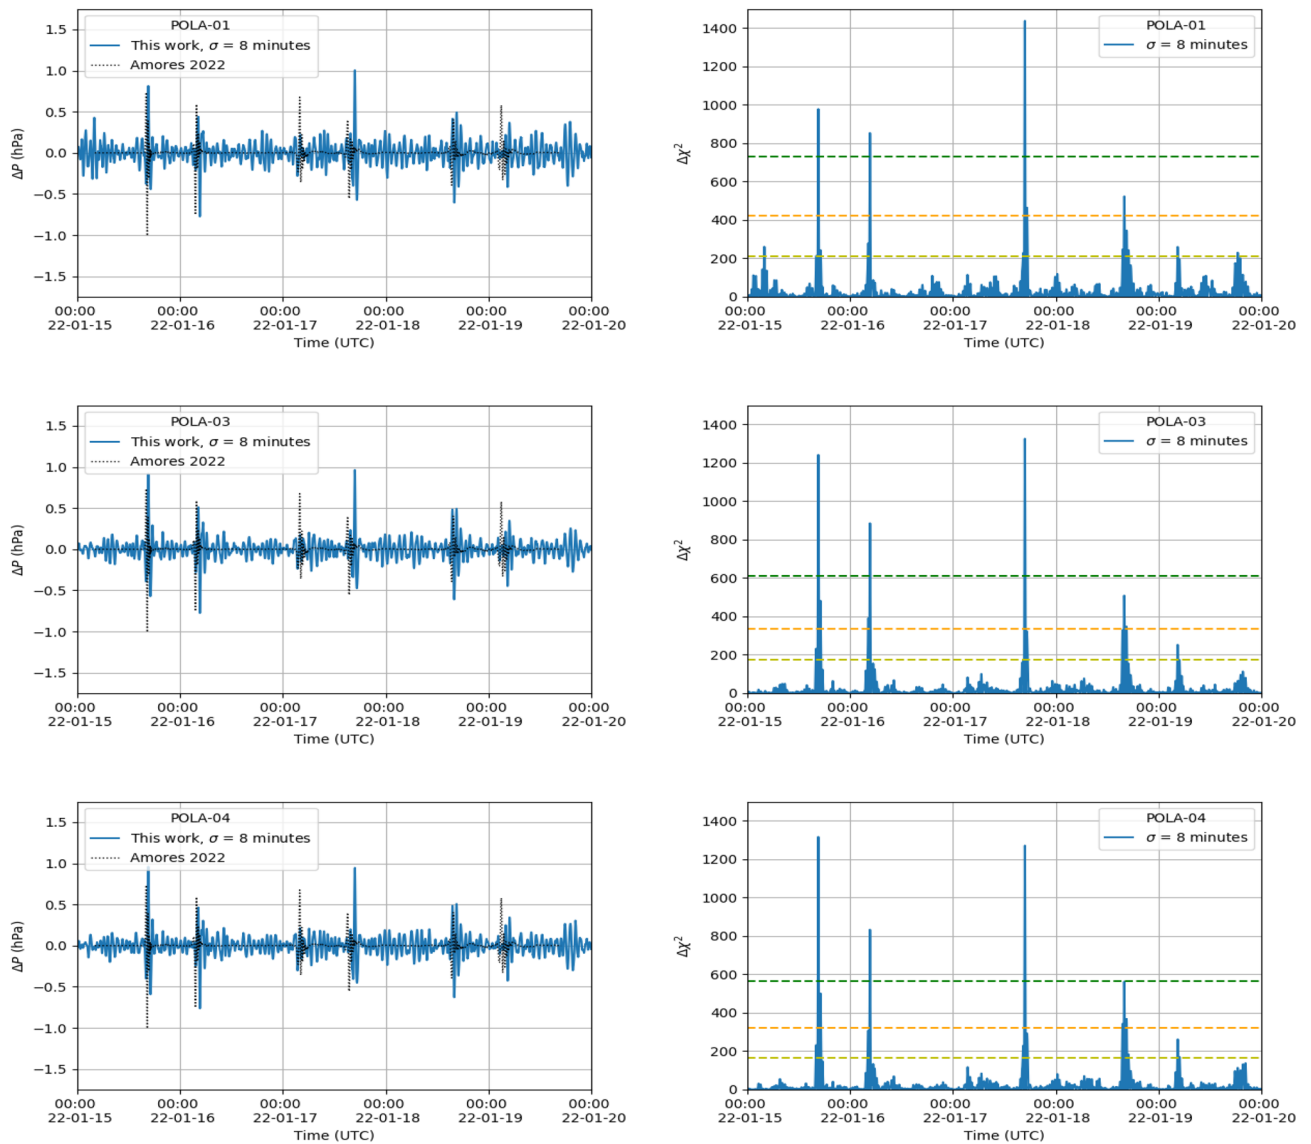 POLA-01
This work, σ = 8 minutes
Amores 2022
1.5
1.0
0.5
0.0
−0.5
−1.0
−1.5
ΔP (hPa)
00:00 00:00 00:00 00:00 00:00 00:00
22-01-15 22-01-16 22-01-17 22-01-18 22-01-19 22-01-20
Time (UTC)
POLA-01
σ = 8 minutes
1400
1200
1000
800
600
400
200
0
Δχ²
00:00 00:00 00:00 00:00 00:00 00:00
22-01-15 22-01-16 22-01-17 22-01-18 22-01-19 22-01-20
Time (UTC)
POLA-03
This work, σ = 8 minutes
Amores 2022
1.5
1.0
0.5
0.0
−0.5
−1.0
−1.5
ΔP (hPa)
00:00 00:00 00:00 00:00 00:00 00:00
22-01-15 22-01-16 22-01-17 22-01-18 22-01-19 22-01-20
Time (UTC)
POLA-03
σ = 8 minutes
1400
1200
1000
800
600
400
200
0
Δχ²
00:00 00:00 00:00 00:00 00:00 00:00
22-01-15 22-01-16 22-01-17 22-01-18 22-01-19 22-01-20
Time (UTC)
POLA-04
This work, σ = 8 minutes
Amores 2022
1.5
1.0
0.5
0.0
−0.5
−1.0
−1.5
ΔP (hPa)
00:00 00:00 00:00 00:00 00:00 00:00
22-01-15 22-01-16 22-01-17 22-01-18 22-01-19 22-01-20
Time (UTC)
POLA-04
σ = 8 minutes
1400
1200
1000
800
600
400
200
0
Δχ²
00:00 00:00 00:00 00:00 00:00 00:00
22-01-15 22-01-16 22-01-17 22-01-18 22-01-19 22-01-20
Time (UTC)